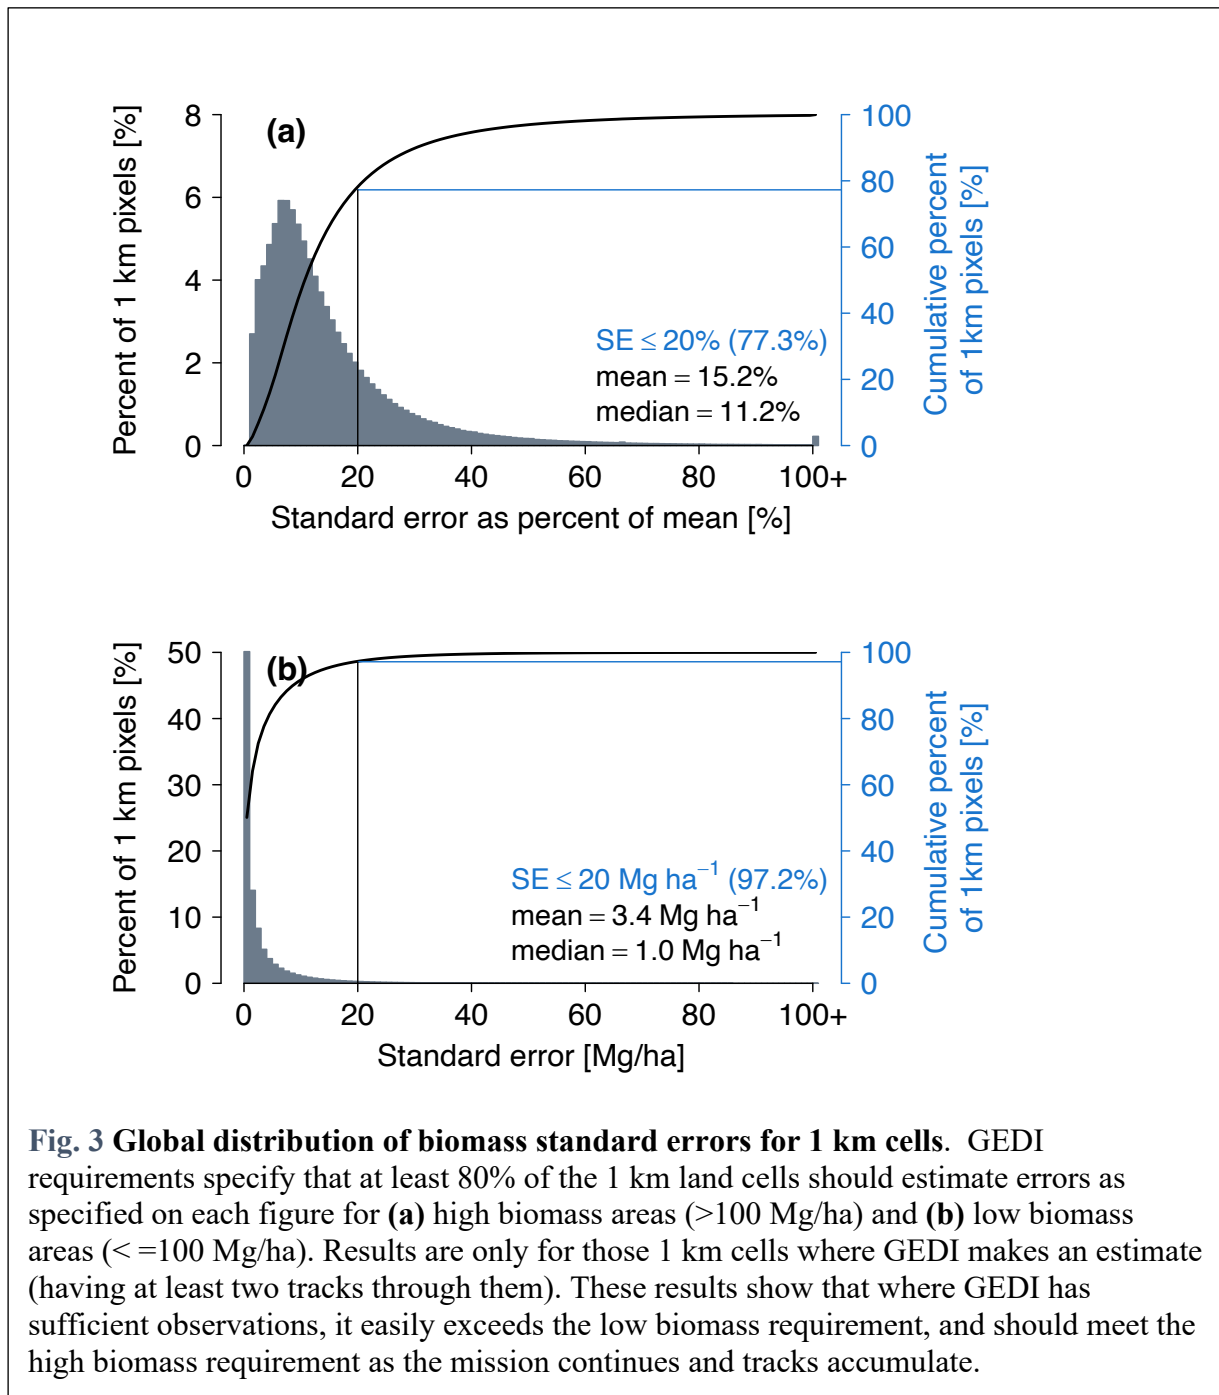 (a)
Percent of 1 km pixels [%]
8
6
4
2
0
0 20 40 60 80 100+
Standard error as percent of mean [%]
SE ≤ 20% (77.3%)
mean = 15.2%
median = 11.2%
100
80
60
40
20
0
Cumulative percent
of 1km pixels [%]
(b)
Percent of 1 km pixels [%]
50
40
30
20
10
0
0 20 40 60 80 100+
Standard error [Mg/ha]
SE ≤ 20 Mg ha⁻¹ (97.2%)
mean = 3.4 Mg ha⁻¹
median = 1.0 Mg ha⁻¹
100
80
60
40
20
0
Cumulative percent
of 1km pixels [%]
Fig. 3 Global distribution of biomass standard errors for 1 km cells. GEDI
requirements specify that at least 80% of the 1 km land cells should estimate errors as
specified on each figure for (a) high biomass areas (>100 Mg/ha) and (b) low biomass
areas (< =100 Mg/ha). Results are only for those 1 km cells where GEDI makes an estimate
(having at least two tracks through them). These results show that where GEDI has
sufficient observations, it easily exceeds the low biomass requirement, and should meet the
high biomass requirement as the mission continues and tracks accumulate.